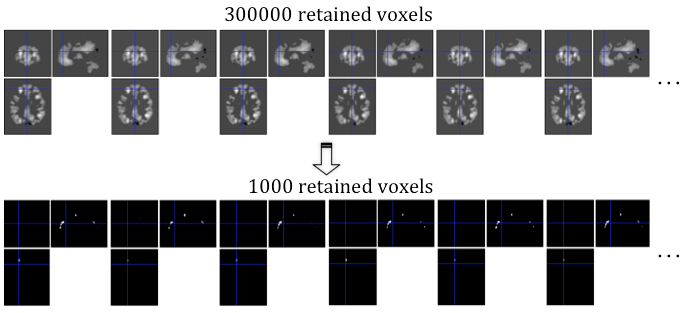 300000 retained voxels
...
1000 retained voxels
...